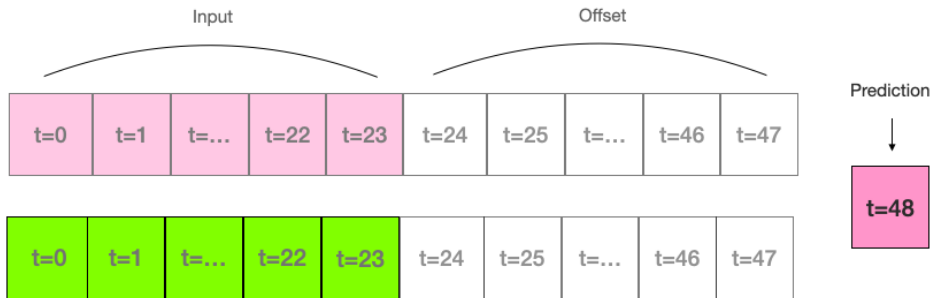 Input
Offset
t=0 t=1 t=... t=22 t=23 t=24 t=25 t=... t=46 t=47
Prediction
t=48
t=0 t=1 t=... t=22 t=23 t=24 t=25 t=... t=46 t=47